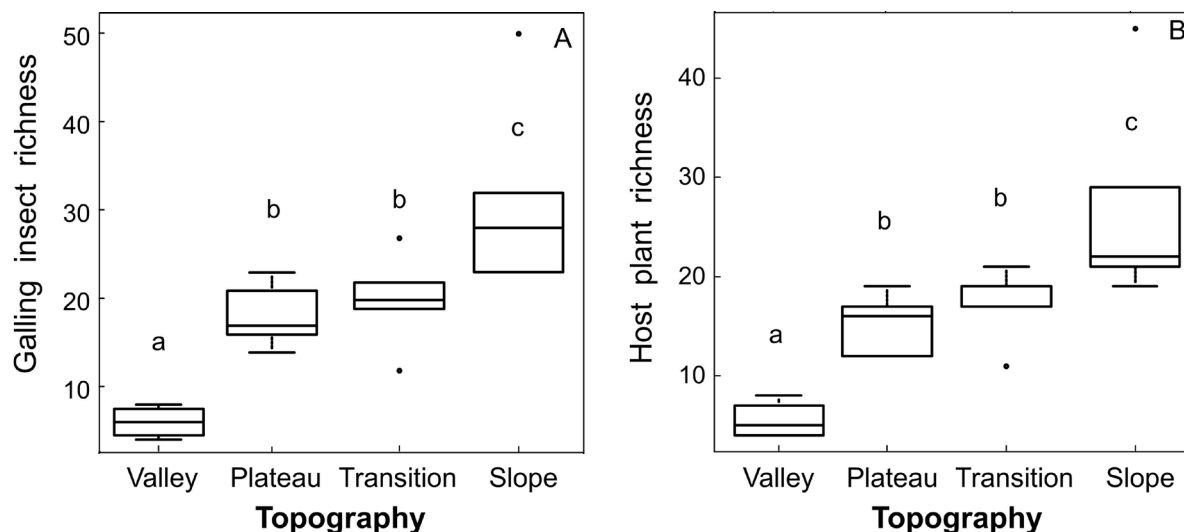 A
Galling insect richness
50
40
30
20
10
a
b
b
c
Valley Plateau Transition Slope
Topography
B
Host plant richness
40
30
20
10
a
b
b
c
Valley Plateau Transition Slope
Topography